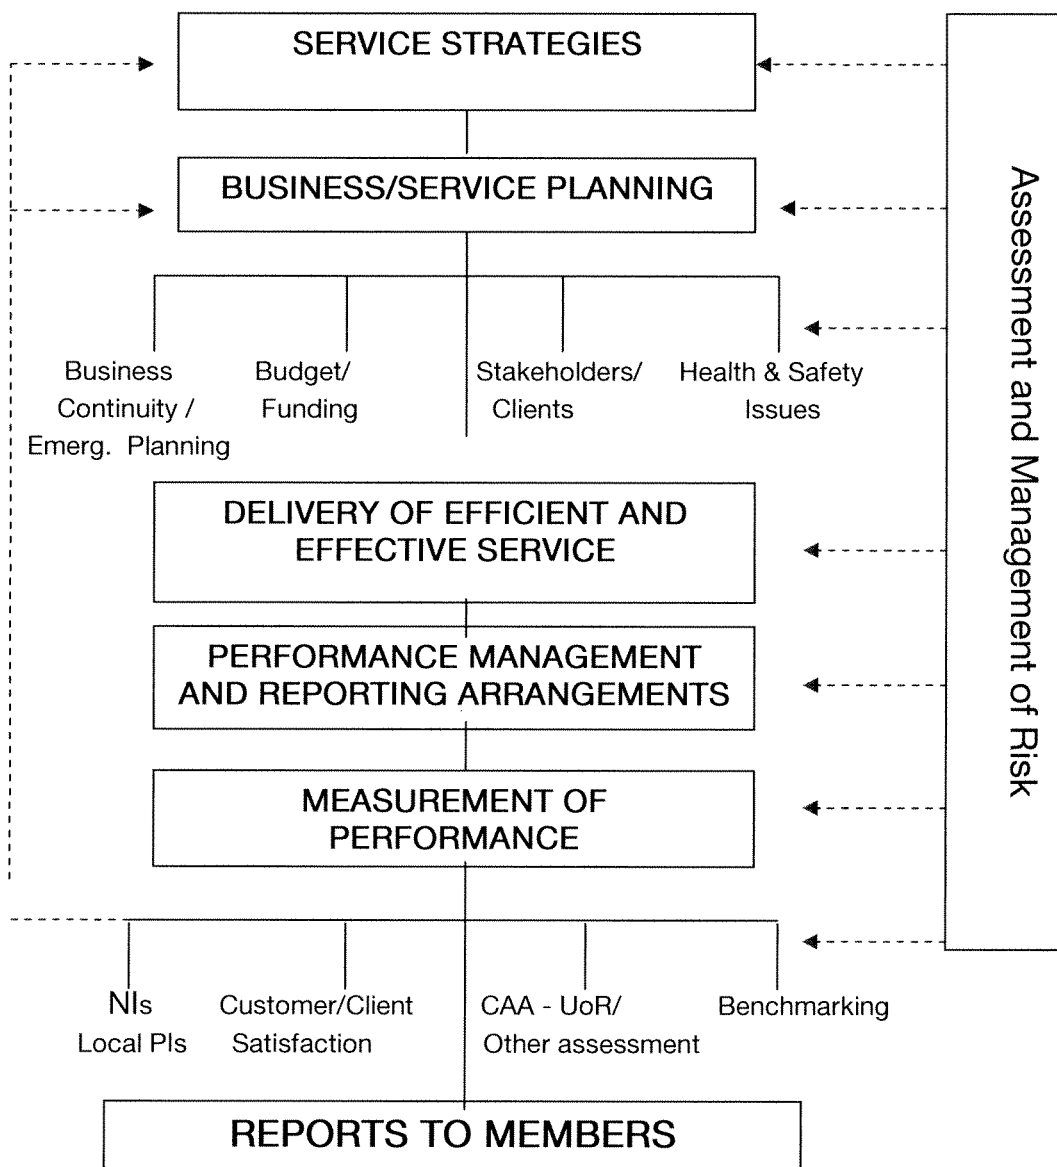 SERVICE STRATEGIES
BUSINESS/SERVICE PLANNING
Business
Continuity /
Emerg. Planning
Budget/
Funding
Stakeholders/
Clients
Health & Safety
Issues
DELIVERY OF EFFICIENT AND
EFFECTIVE SERVICE
PERFORMANCE MANAGEMENT
AND REPORTING ARRANGEMENTS
MEASUREMENT OF
PERFORMANCE
NIs
Local PIs
Customer/Client
Satisfaction
CAA - UoR/
Other assessment
Benchmarking
REPORTS TO MEMBERS
Assessment and Management of Risk